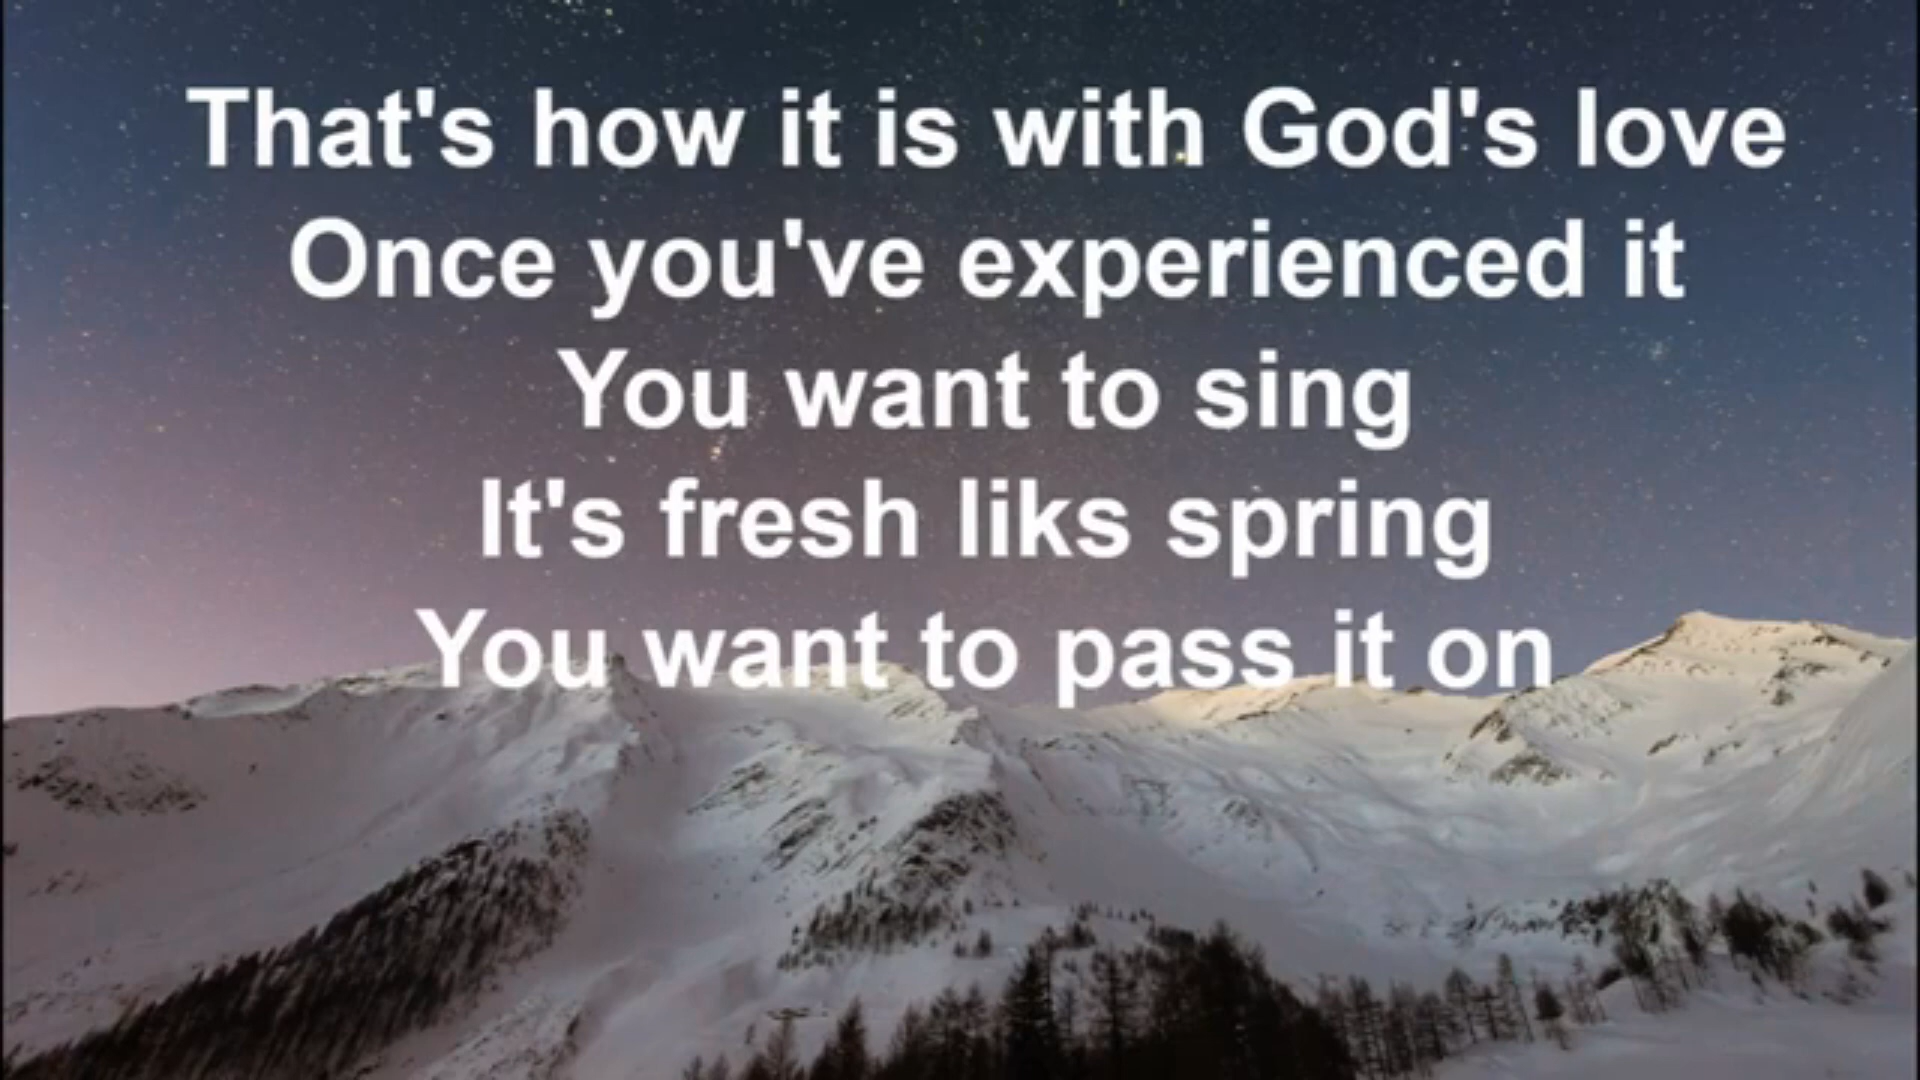 That's how it is with God's love
Once you've experienced it
You want to sing
It's fresh liks spring
You want to pass it on